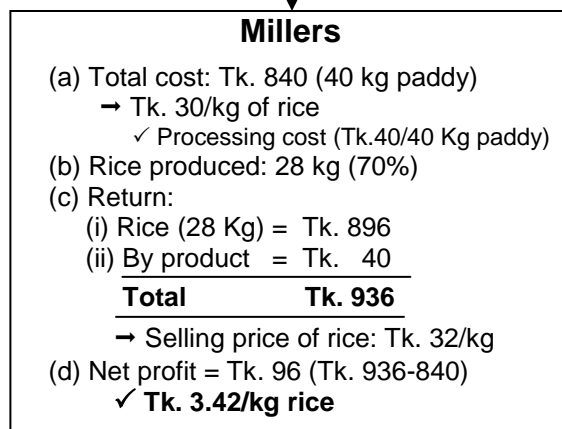 Millers
(a) Total cost: Tk. 840 (40 kg paddy)
→ Tk. 30/kg of rice
✓ Processing cost (Tk.40/40 Kg paddy)
(b) Rice produced: 28 kg (70%)
(c) Return:
(i) Rice (28 Kg) = Tk. 896
(ii) By product = Tk. 40
Total Tk. 936
→ Selling price of rice: Tk. 32/kg
(d) Net profit = Tk. 96 (Tk. 936-840)
✓ Tk. 3.42/kg rice